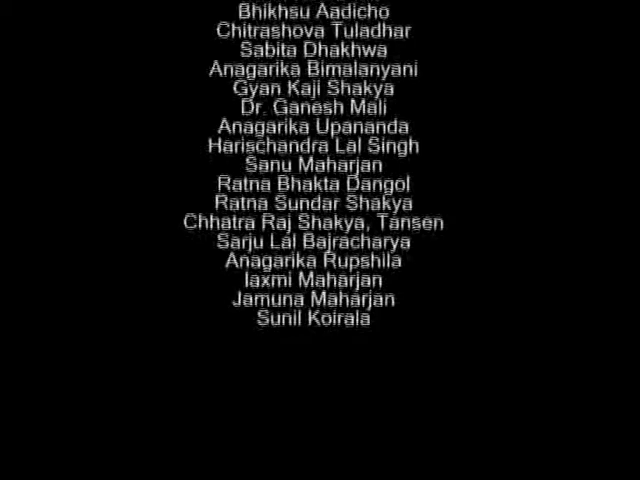 Bhikhsu Aadicho
Chitrashova Tuladhar
Sabita Dhakhwa
Anagarika Bimalanyani
Gyan Kaji Shakya
Dr. Ganesh Mali
Anagarika Upananda
Harischandra Lal Singh
Sanu Maharjan
Ratna Bhakta Dangol
Ratna Sundar Shakya
Chhatra Raj Shakya, Tansen
Sarju Lal Bajracharya
Anagarika Rupshila
laxmi Maharjan
Jamuna Maharjan
Sunil Koirala